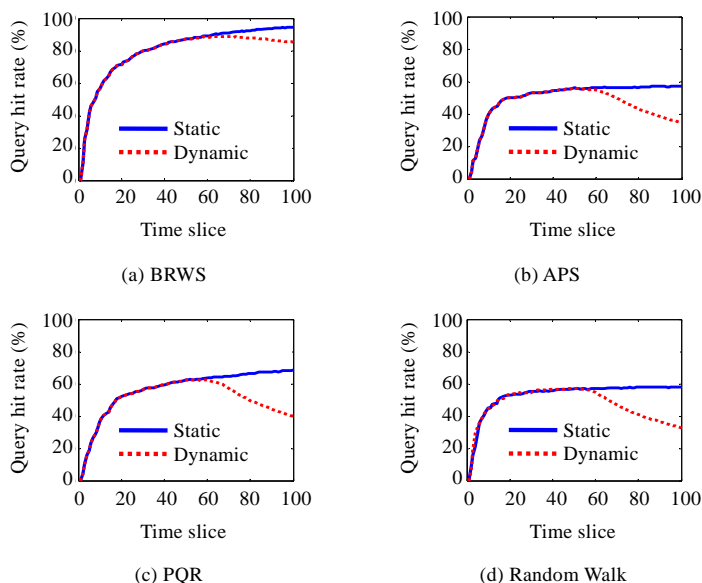 Query hit rate (%)
100
80
60
40
20
0
Static
Dynamic
0 20 40 60 80 100
Time slice
(a) BRWS
Query hit rate (%)
100
80
60
40
20
0
Static
Dynamic
0 20 40 60 80 100
Time slice
(b) APS
Query hit rate (%)
100
80
60
40
20
0
Static
Dynamic
0 20 40 60 80 100
Time slice
(c) PQR
Query hit rate (%)
100
80
60
40
20
0
Static
Dynamic
0 20 40 60 80 100
Time slice
(d) Random Walk